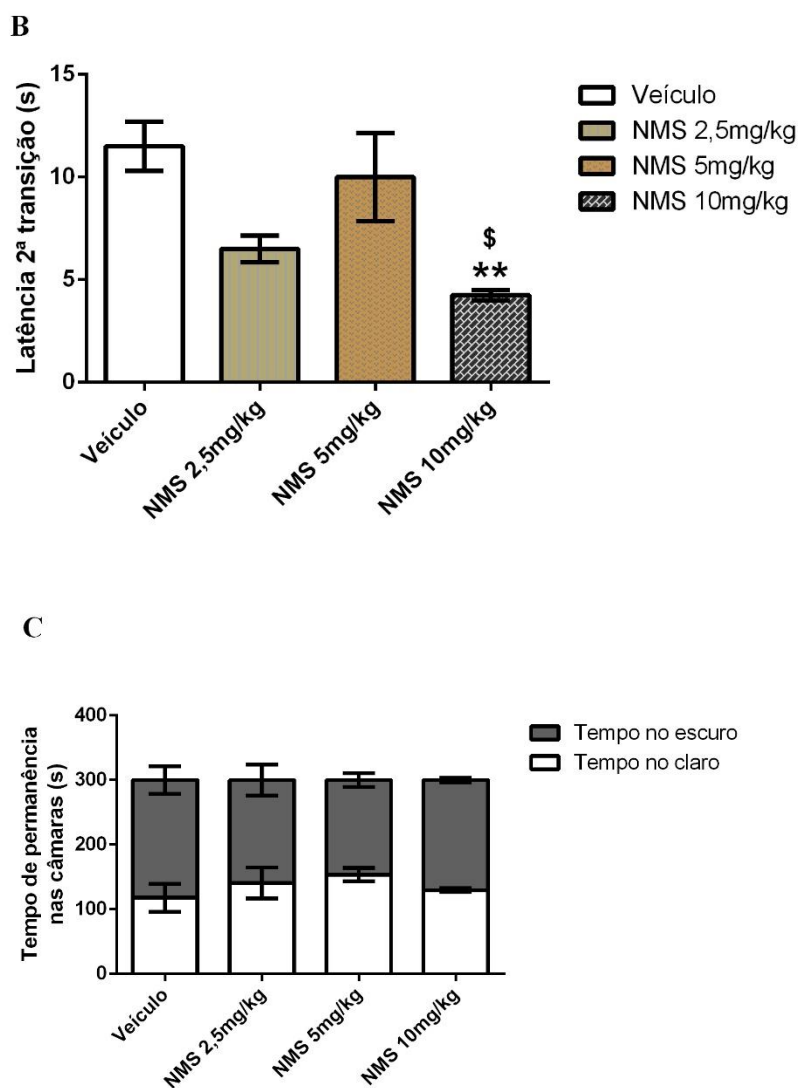 B
Latência 2ª transição (s)
15
10
5
0
$
**
Veículo
NMS 2,5mg/kg
NMS 5mg/kg
NMS 10mg/kg
Veículo
NMS 2,5mg/kg
NMS 5mg/kg
NMS 10mg/kg
C
Tempo de permanência
nas câmaras (s)
400
300
200
100
0
Veículo
NMS 2,5mg/kg
NMS 5mg/kg
NMS 10mg/kg
Tempo no escuro
Tempo no claro